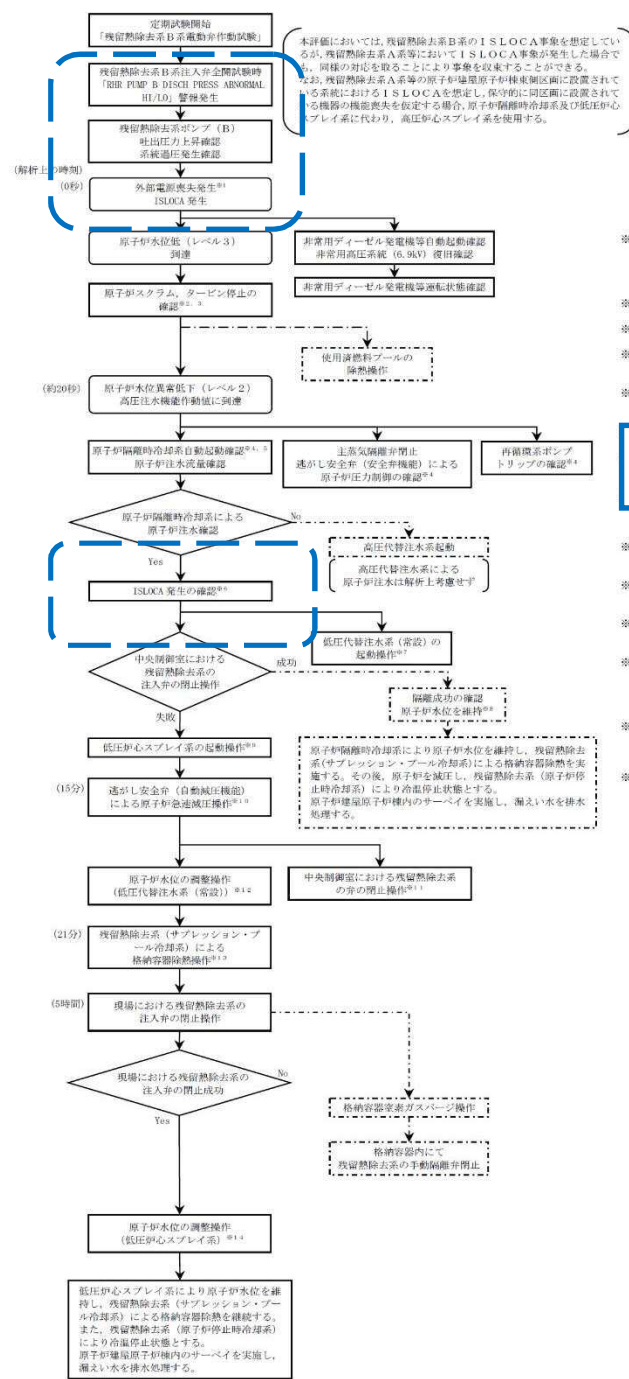 定期試験開始
「残留熱除去系B系電動弁作動試験」
本評価においては,残留熱除去系B系のISLOCA事象を想定してい
るが,残留熱除去系A系等においてISLOCA事象が発生した場合で
も,同様の対応を取ることにより事象を収束することができる。
なお,残留熱除去系A系等の原子炉建屋原子炉棟東側区画に設置されて
いる系統におけるISLOCAを想定し,保守的に同区画に設置されて
いる機器の機能喪失を仮定する場合,原子炉隔離時冷却系及び低圧炉心
スプレイ系に代わり,高圧炉心スプレイ系を使用する。
残留熱除去系B系注入弁全開試験時
「RHR PUMP B DISCH PRESS ABNORMAL
HI/LO」警報発生
残留熱除去系ポンプ(B)
吐出圧力上昇確認
系統過圧発生確認
(解析上の時刻)
(0秒)
外部電源喪失発生※1
ISLOCA 発生
原子炉水位低(レベル3)
到達
非常用ディーゼル発電機等自動起動確認
非常用高圧系統(6.9kV)復旧確認
非常用ディーゼル発電機等運転状態確認
原子炉スクラム,タービン停止の
確認※2,3
使用済燃料プールの
除熱操作
(約20秒)
原子炉水位異常低下(レベル2)
高圧注水機能作動値に到達
原子炉隔離時冷却系自動起動確認※4,5
原子炉注水流量確認
主蒸気隔離弁閉止
逃がし安全弁(安全弁機能)による
原子炉圧力制御の確認※4
再循環系ポンプ
トリップの確認※4
原子炉隔離時冷却系による
原子炉注水確認
No
高圧代替注水系起動
高圧代替注水系による
原子炉注水は解析上考慮せず
Yes
ISLOCA 発生の確認※6
低圧代替注水系(常設)の
起動操作※7
中央制御室における
残留熱除去系の
注入弁の閉止操作
成功
隔離成功の確認
原子炉水位を維持※8
失敗
原子炉隔離時冷却系により原子炉水位を維持し,残留熱除去
系(サプレッション・プール冷却系)による格納容器除熱を実
施する。その後,原子炉を減圧し,残留熱除去系(原子炉停
止時冷却系)により冷温停止状態とする。
原子炉建屋原子炉棟内のサーベイを実施し,漏えい水を排水
処理する。
低圧炉心スプレイ系の起動操作※9
(15分)
逃がし安全弁(自動減圧機能)
による原子炉急速減圧操作※10
原子炉水位の調整操作
(低圧代替注水系(常設))※12
中央制御室における残留熱除去系
の弁の閉止操作※11
(21分)
残留熱除去系(サプレッション・プ
ール冷却系)による
格納容器除熱操作※13
(5時間)
現場における残留熱除去系の
注入弁の閉止操作
現場における残留熱除去系の
注入弁の閉止成功
No
格納容器窒素ガスパージ操作
Yes
格納容器内にて
残留熱除去系の手動隔離弁閉止
原子炉水位の調整操作
(低圧炉心スプレイ系)※14
低圧炉心スプレイ系により原子炉水位を維
持し,残留熱除去系(サプレッション・プー
ル冷却系)による格納容器除熱を継続する。
また,残留熱除去系(原子炉停止時冷却系)
により冷温停止状態とする。
原子炉建屋原子炉棟内のサーベイを実施し,
漏えい水を排水処理する。